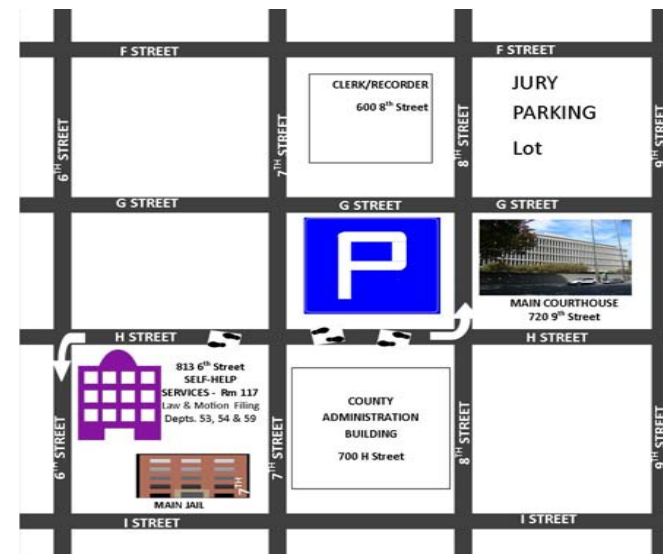 F STREET
F STREET
CLERK/RECORDER
600 8th Street
JURY
PARKING
Lot
6TH STREET
7TH STREET
8TH STREET
9TH STREET
G STREET
G STREET
G STREET
P
MAIN COURTHOUSE
720 9th Street
H STREET
H STREET
813 6th Street
SELF-HELP
SERVICES - Rm 117
Law & Motion Filing
Depts. 53, 54 & 59
COUNTY
ADMINISTRATION
BUILDING
700 H Street
6TH STREET
7TH STREET
8TH STREET
9TH STREET
7TH
MAIN JAIL
I STREET
I STREET